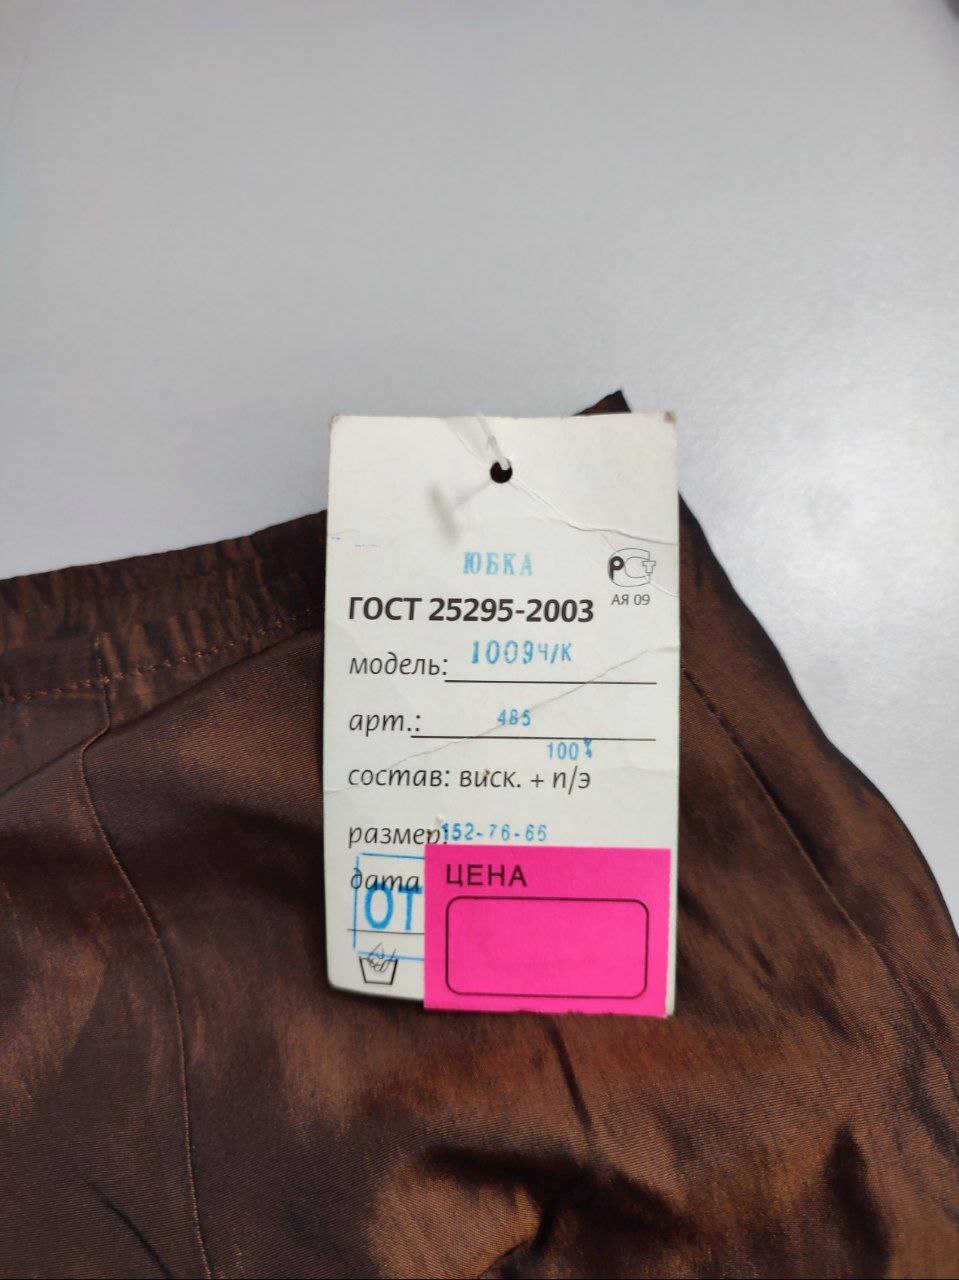 ЮБКА
РСТ
АЯ 09
ГОСТ 25295-2003
модель: 1009Ч/К
арт.: 485
100%
состав: виск. + п/э
размер: 152-76-66
дата
ОТ
ЦЕНА